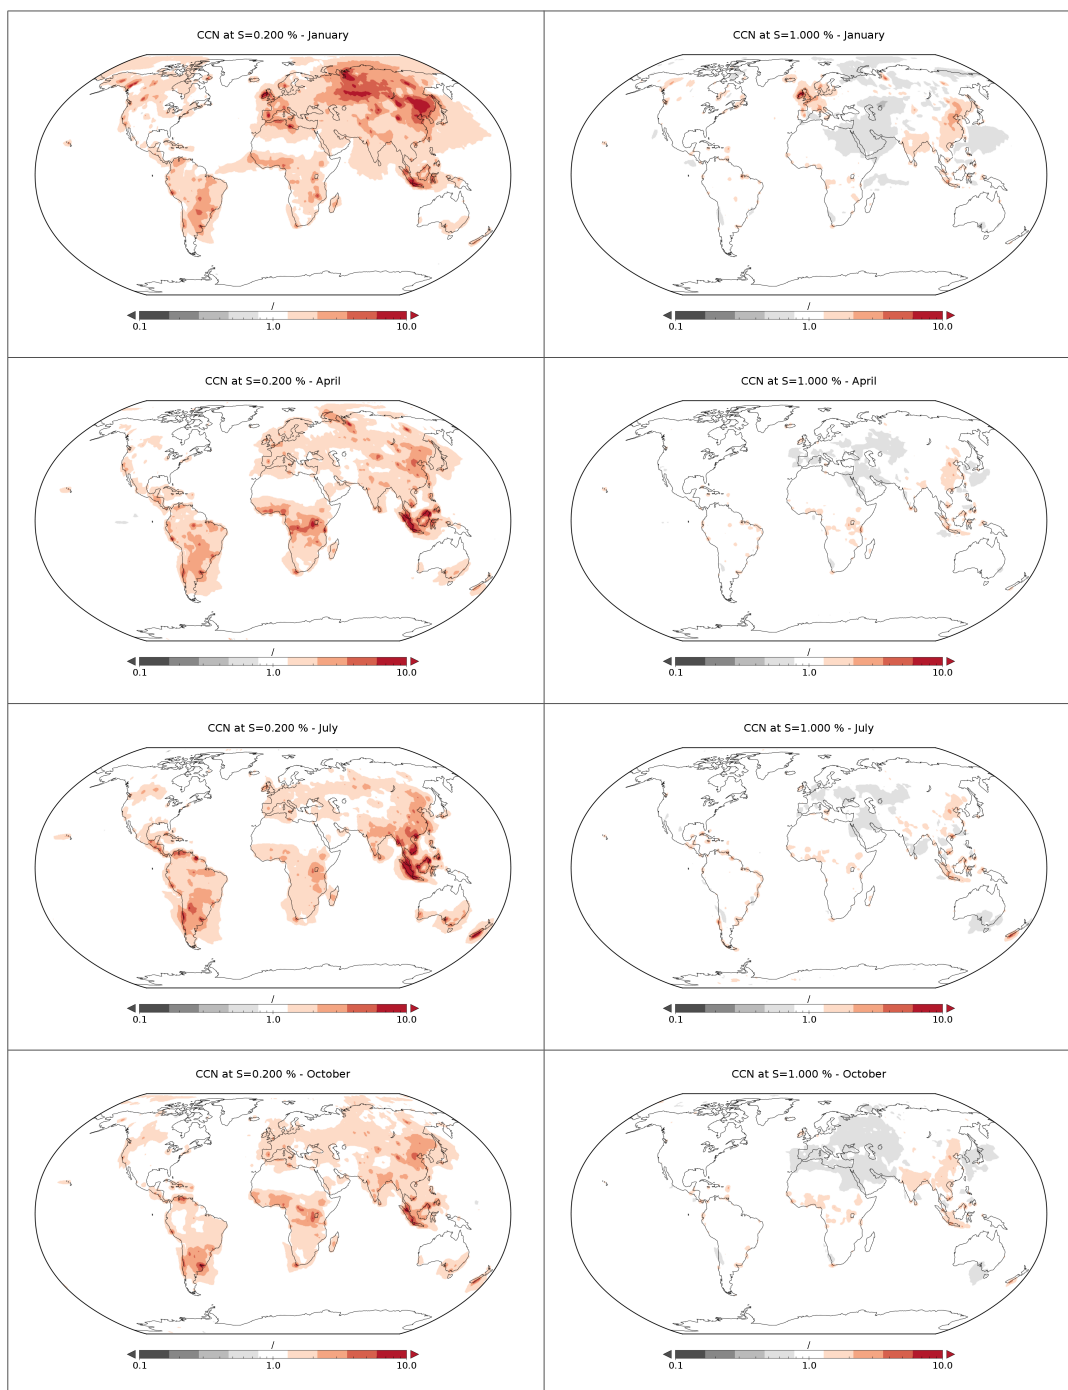 CCN at S=0.200 % - January
/
0.1 1.0 10.0
CCN at S=1.000 % - January
/
0.1 1.0 10.0
CCN at S=0.200 % - April
/
0.1 1.0 10.0
CCN at S=1.000 % - April
/
0.1 1.0 10.0
CCN at S=0.200 % - July
/
0.1 1.0 10.0
CCN at S=1.000 % - July
/
0.1 1.0 10.0
CCN at S=0.200 % - October
/
0.1 1.0 10.0
CCN at S=1.000 % - October
/
0.1 1.0 10.0